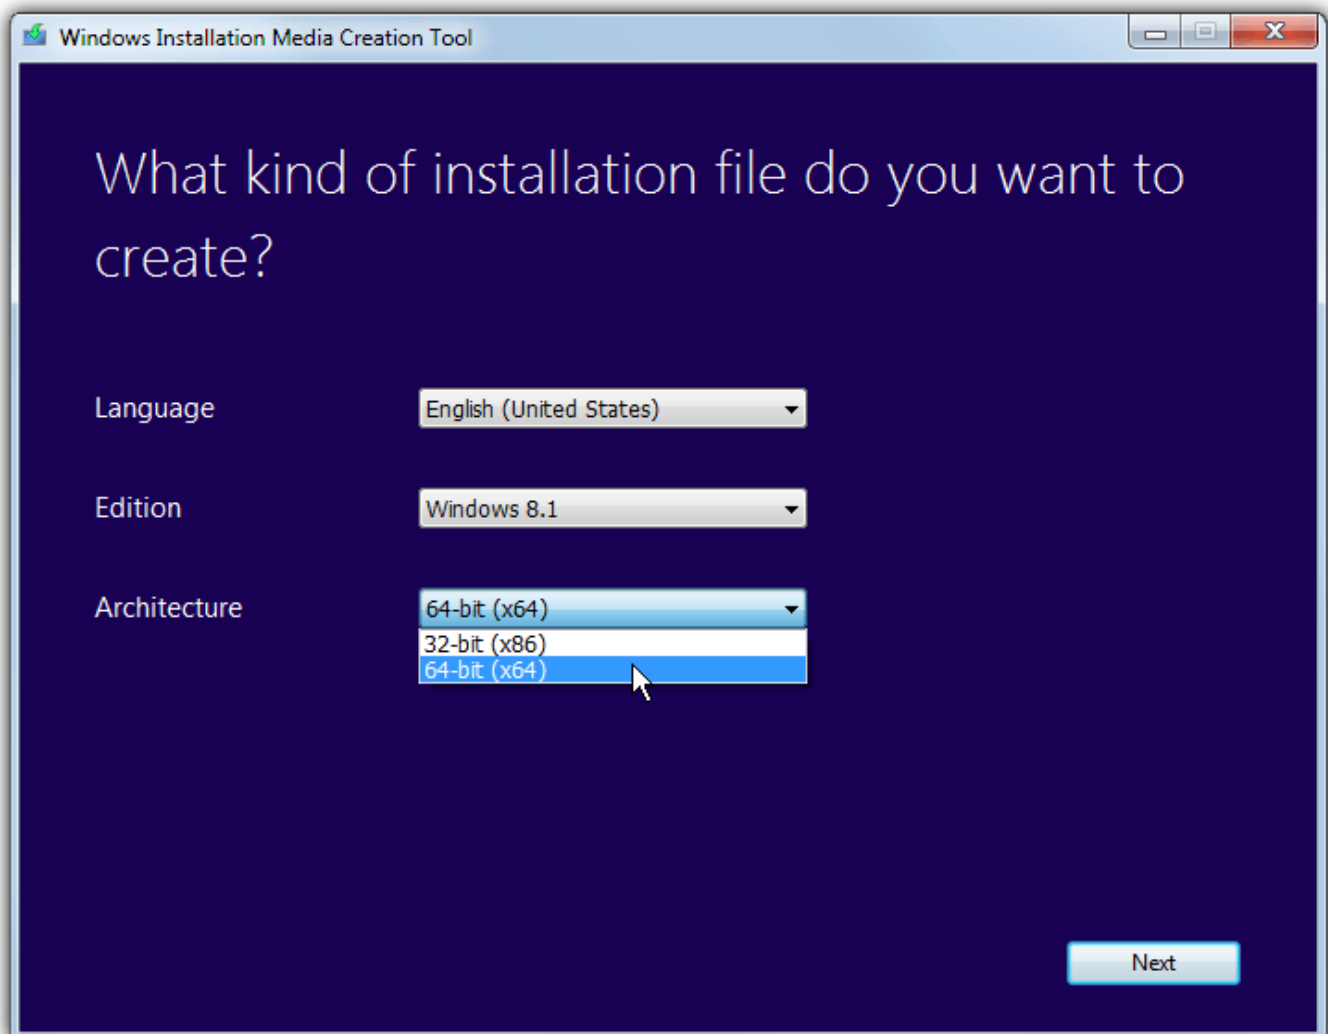 Windows Installation Media Creation Tool
What kind of installation file do you want to
create?
Language
English (United States)
Edition
Windows 8.1
Architecture
64-bit (x64)
32-bit (x86)
64-bit (x64)
Next